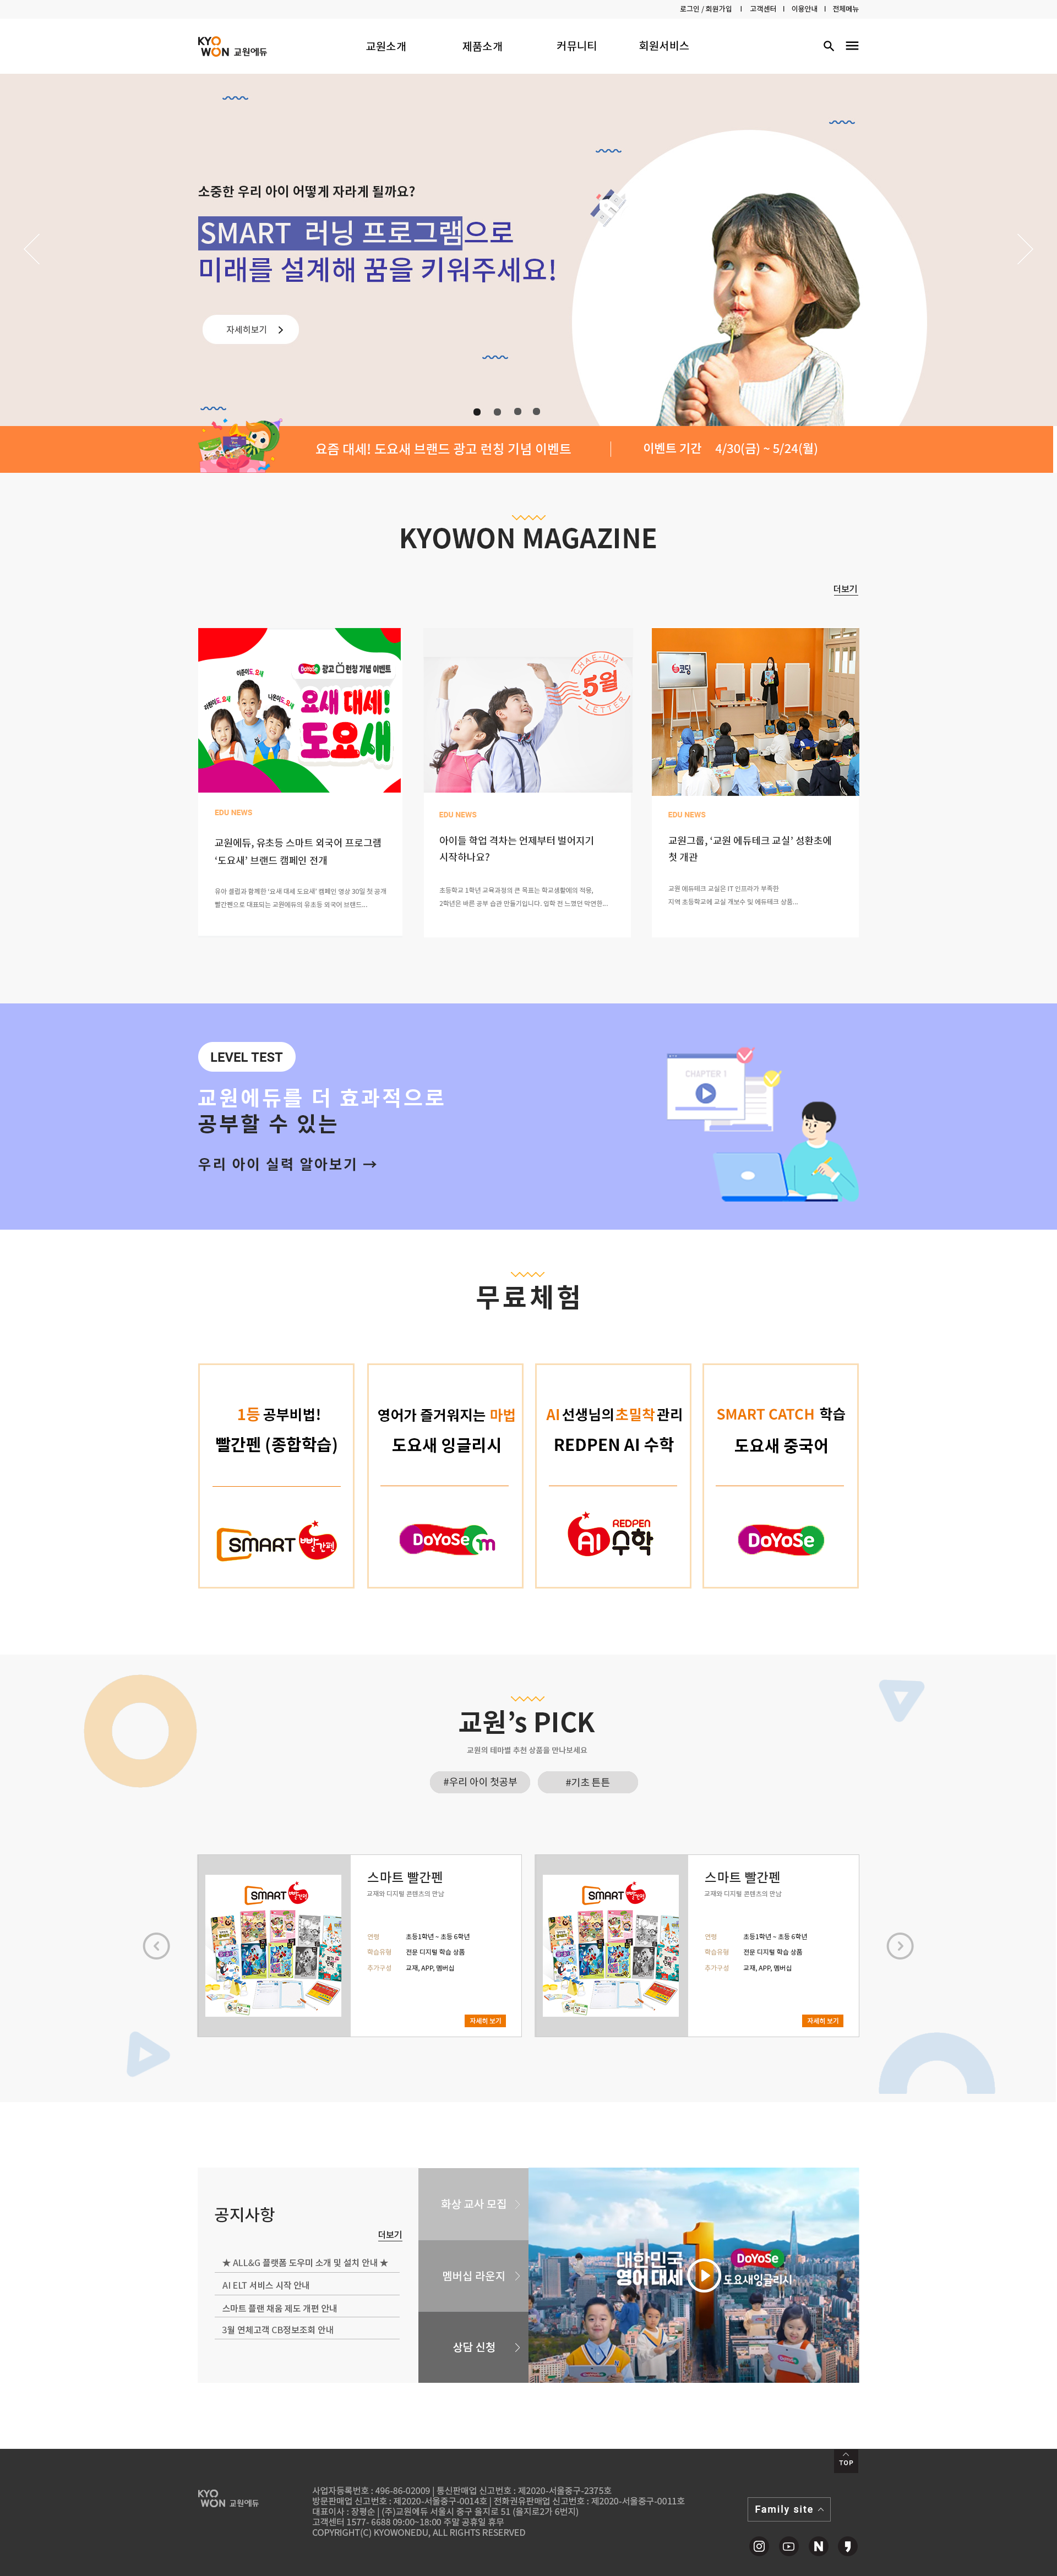 로그인 / 회원가입 | 고객센터 | 이용안내 | 전체메뉴
KYO
WON 교원에듀
교원소개 제품소개 커뮤니티 회원서비스
소중한 우리 아이 어떻게 자라게 될까요?
SMART 러닝 프로그램으로
미래를 설계해 꿈을 키워주세요!
자세히보기
요즘 대세! 도요새 브랜드 광고 런칭 기념 이벤트
이벤트 기간 4/30(금) ~ 5/24(월)
KYOWON MAGAZINE
더보기
DoYoSe 광고 런칭 기념 이벤트
요새 대세!
도요새
HAE-UM
5월
LETTER
코딩
EDU NEWS
교원에듀, 유초등 스마트 외국어 프로그램
‘도요새’ 브랜드 캠페인 전개
유아 셀럽과 함께한 ‘요새 대세 도요새’ 캠페인 영상 30일 첫 공개
빨간펜으로 대표되는 교원에듀의 유초등 외국어 브랜드...
EDU NEWS
아이들 학업 격차는 언제부터 벌어지기
시작하나요?
초등학교 1학년 교육과정의 큰 목표는 학교생활에의 적응,
2학년은 바른 공부 습관 만들기입니다. 입학 전 느꼈던 막연한...
EDU NEWS
교원그룹, ‘교원 에듀테크 교실’ 성환초에
첫 개관
교원 에듀테크 교실은 IT 인프라가 부족한
지역 초등학교에 교실 개보수 및 에듀테크 상품...
LEVEL TEST
교원에듀를 더 효과적으로
공부할 수 있는
우리 아이 실력 알아보기 →
CHAPTER 1
무료체험
1등 공부비법!
빨간펜 (종합학습)
SMART 빨간펜
영어가 즐거워지는 마법
도요새 잉글리시
DoYoSe m
AI 선생님의 초밀착 관리
REDPEN AI 수학
REDPEN
AI 수학
SMART CATCH 학습
도요새 중국어
DoYoSe
교원’s PICK
교원의 테마별 추천 상품을 만나보세요
#우리 아이 첫공부 #기초 튼튼
SMART 빨간펜
스마트 빨간펜
교재와 디지털 콘텐츠의 만남
연령 초등1학년 ~ 초등 6학년
학습유형 전문 디지털 학습 상품
추가구성 교재, APP, 멤버십
자세히 보기
SMART 빨간펜
스마트 빨간펜
교재와 디지털 콘텐츠의 만남
연령 초등1학년 ~ 초등 6학년
학습유형 전문 디지털 학습 상품
추가구성 교재, APP, 멤버십
자세히 보기
공지사항
더보기
★ ALL&G 플랫폼 도우미 소개 및 설치 안내 ★
AI ELT 서비스 시작 안내
스마트 플랜 채움 제도 개편 안내
3월 연체고객 CB정보조회 안내
화상 교사 모집
멤버십 라운지
상담 신청
1
대한민국
영어 대세
DoYoSe
도요새잉글리시
TOP
KYO
WON 교원에듀
사업자등록번호 : 496-86-02009 | 통신판매업 신고번호 : 제2020-서울중구-2375호
방문판매업 신고번호 : 제2020-서울중구-0014호 | 전화권유판매업 신고번호 : 제2020-서울중구-0011호
대표이사 : 장평순 | (주)교원에듀 서울시 중구 을지로 51 (을지로2가 6번지)
고객센터 1577- 6688 09:00~18:00 주말 공휴일 휴무
COPYRIGHT(C) KYOWONEDU, ALL RIGHTS RESERVED
Family site